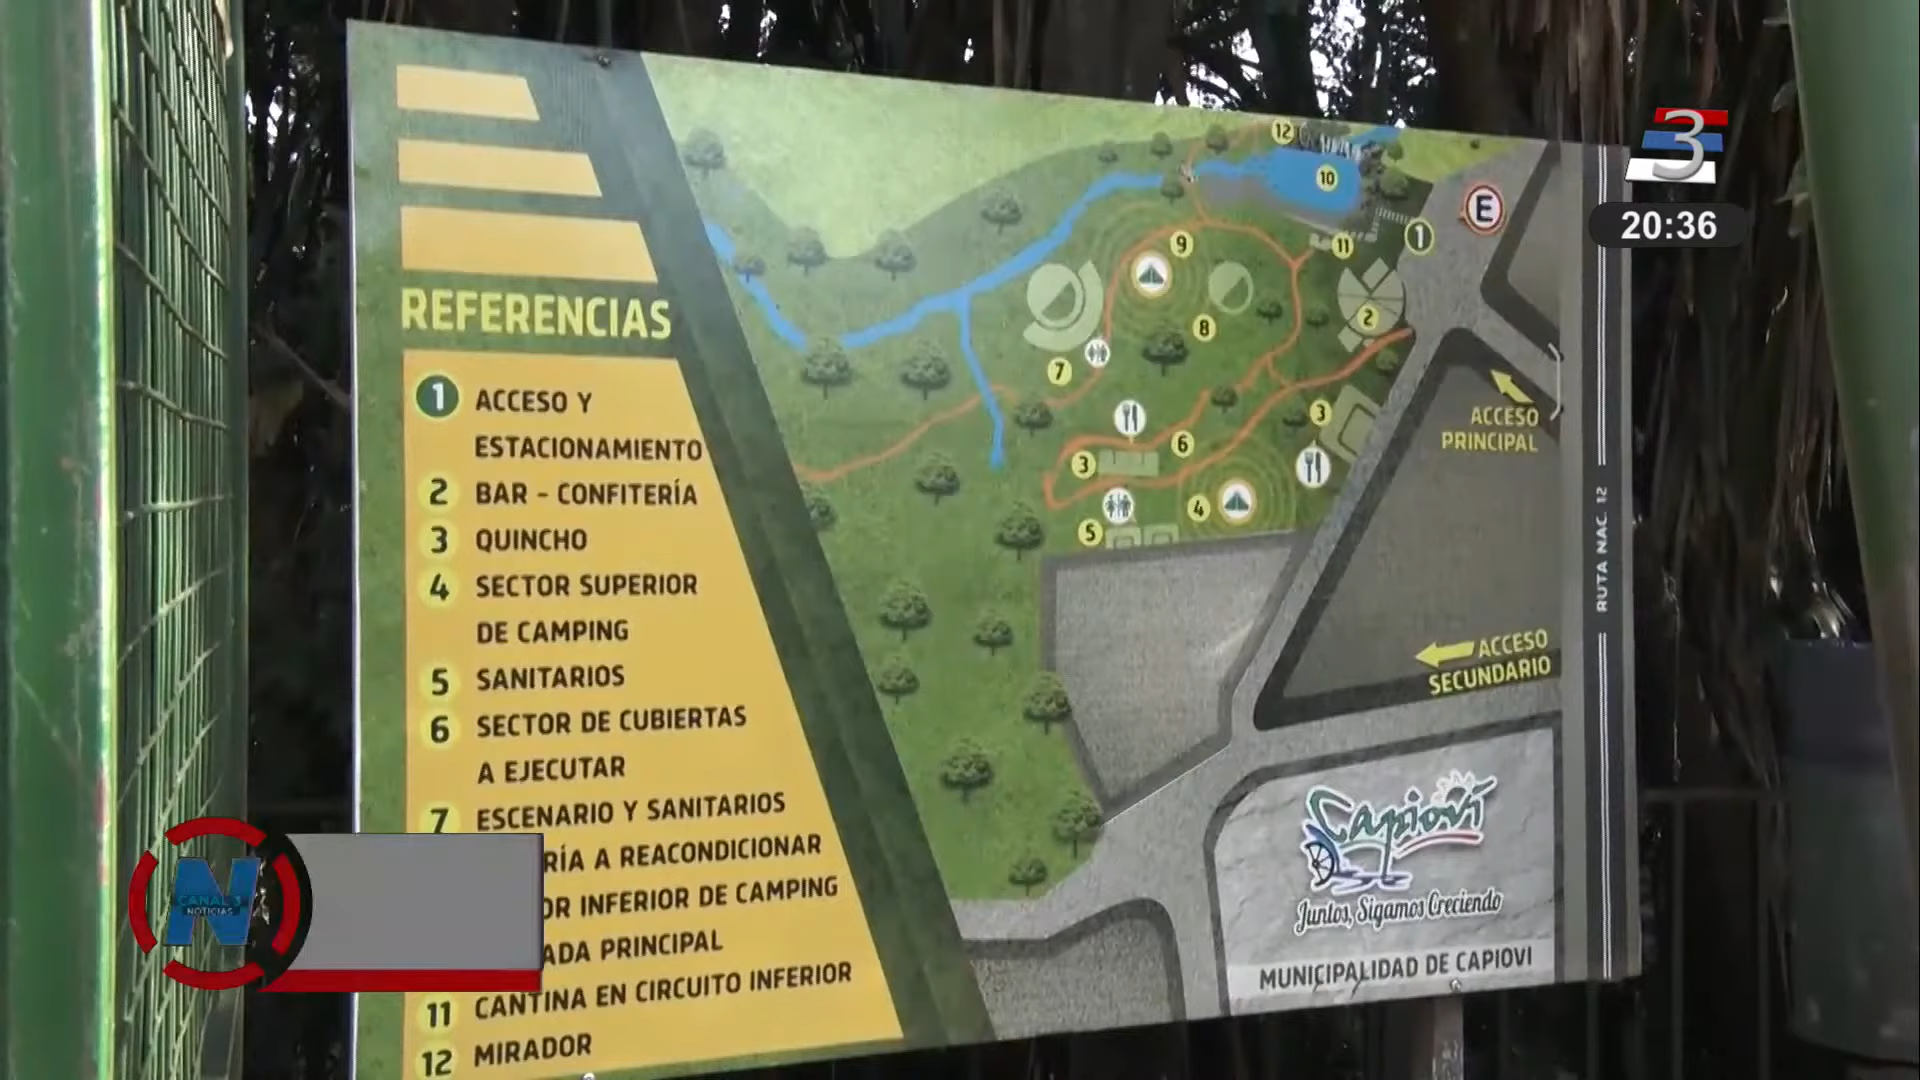 REFERENCIAS
1 ACCESO Y
ESTACIONAMIENTO
2 BAR - CONFITERÍA
3 QUINCHO
4 SECTOR SUPERIOR
DE CAMPING
5 SANITARIOS
6 SECTOR DE CUBIERTAS
A EJECUTAR
7 ESCENARIO Y SANITARIOS
RÍA A REACONDICIONAR
OR INFERIOR DE CAMPING
ADA PRINCIPAL
11 CANTINA EN CIRCUITO INFERIOR
12 MIRADOR
12
10
E
1
11
9
2
8
7
3
6
3
4
5
ACCESO
PRINCIPAL
ACCESO
SECUNDARIO
RUTA NAC. 12
Capioví
Juntos, Sigamos Creciendo
MUNICIPALIDAD DE CAPIOVI
3
20:36
N
CANAL 3
NOTICIAS